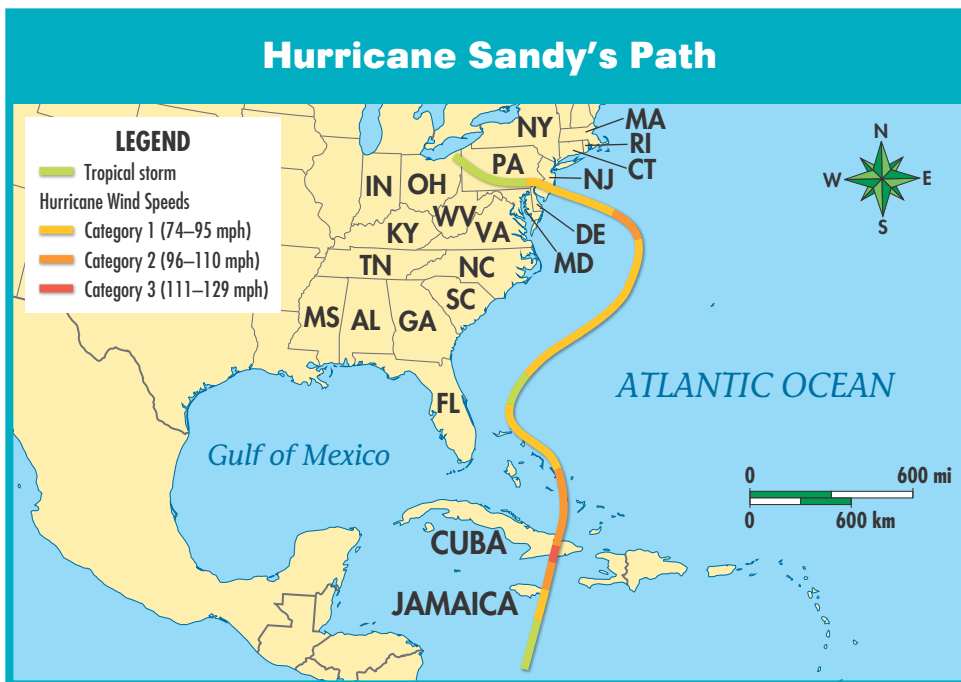 Hurricane Sandy's Path
LEGEND
Tropical storm
Hurricane Wind Speeds
Category 1 (74–95 mph)
Category 2 (96–110 mph)
Category 3 (111–129 mph)
NY
MA
RI
CT
PA
NJ
IN
OH
WV
VA
KY
DE
MD
TN
NC
SC
MS
AL
GA
FL
N
W
E
S
ATLANTIC OCEAN
Gulf of Mexico
0
600 mi
0
600 km
CUBA
JAMAICA